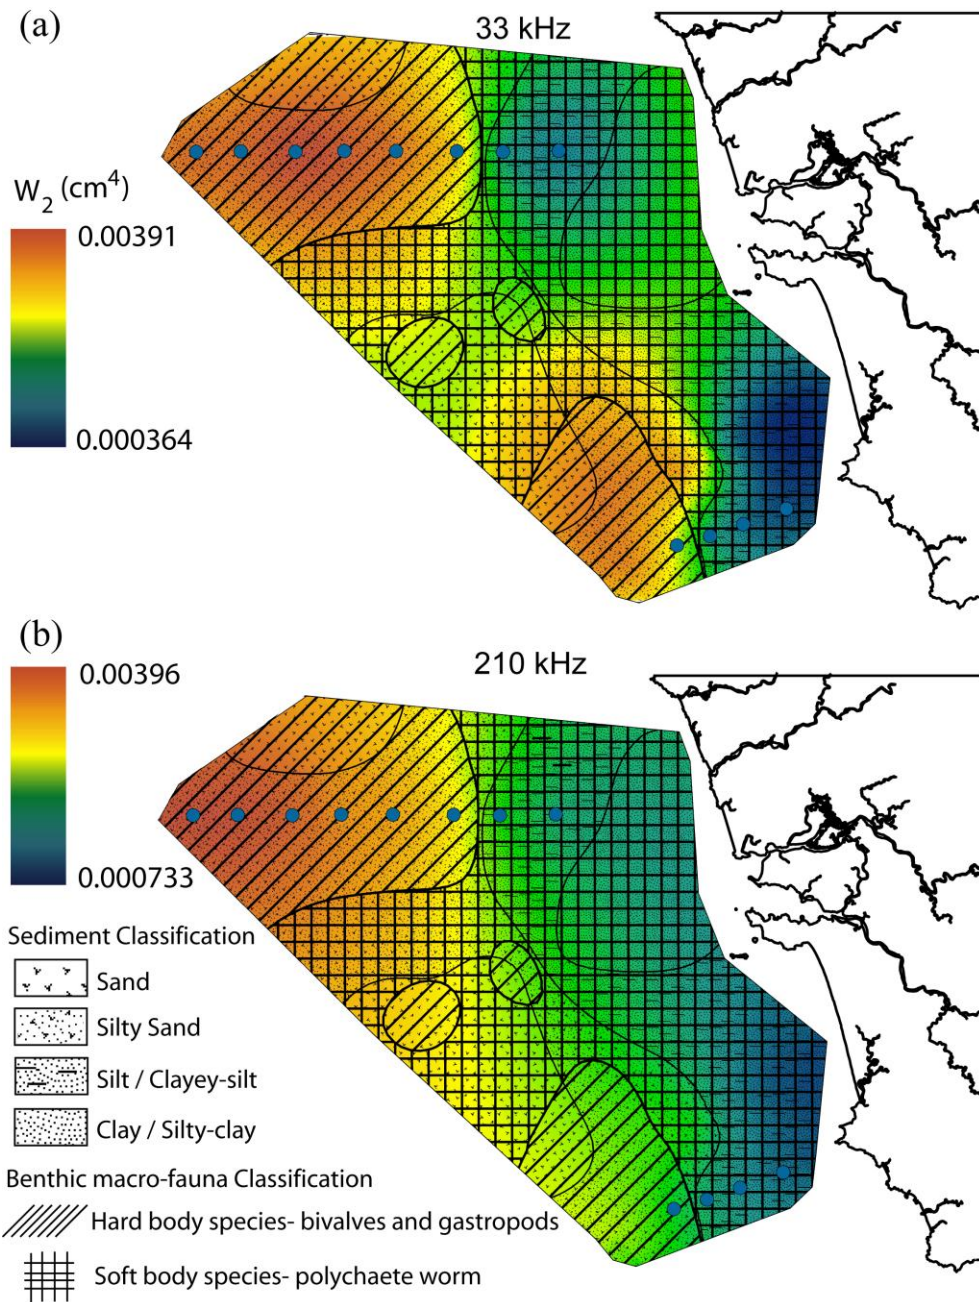 (a)
33 kHz
W₂ (cm⁴)
0.00391
0.000364
(b)
210 kHz
0.00396
0.000733
Sediment Classification
Sand
Silty Sand
Silt / Clayey-silt
Clay / Silty-clay
Benthic macro-fauna Classification
Hard body species- bivalves and gastropods
Soft body species- polychaete worm